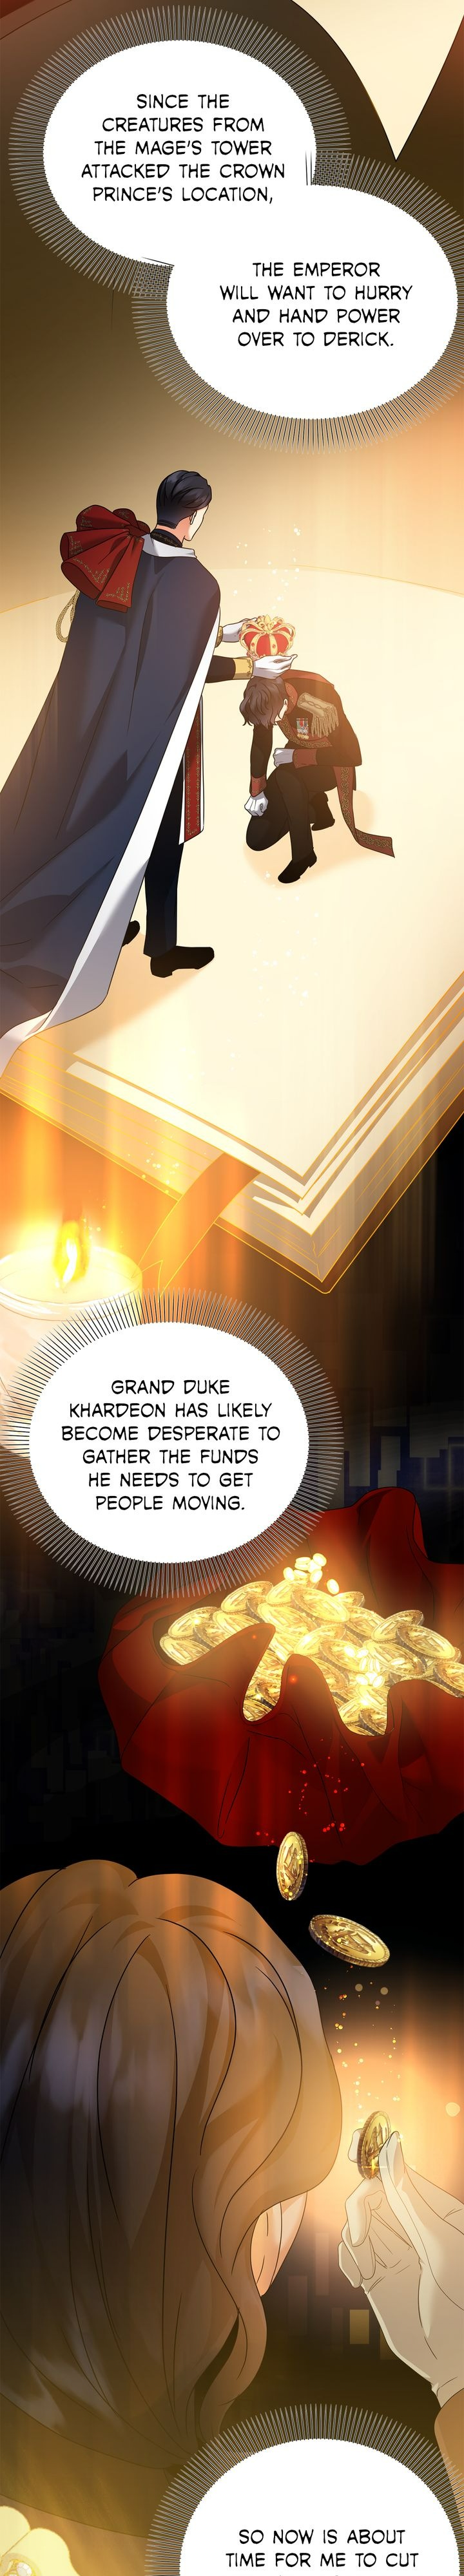 SINCE THE
CREATURES FROM
THE MAGE'S TOWER
ATTACKED THE CROWN
PRINCE'S LOCATION,
THE EMPEROR
WILL WANT TO HURRY
AND HAND POWER
OVER TO DERICK.
GRAND DUKE
KHARDEON HAS LIKELY
BECOME DESPERATE TO
GATHER THE FUNDS
HE NEEDS TO GET
PEOPLE MOVING.
SO NOW IS ABOUT
TIME FOR ME TO CUT